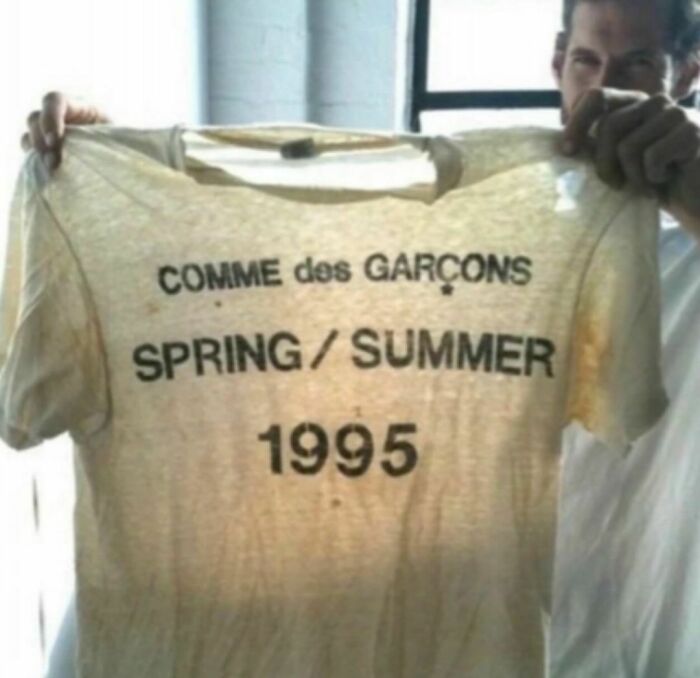 COMME des GARÇONS
SPRING / SUMMER
1995